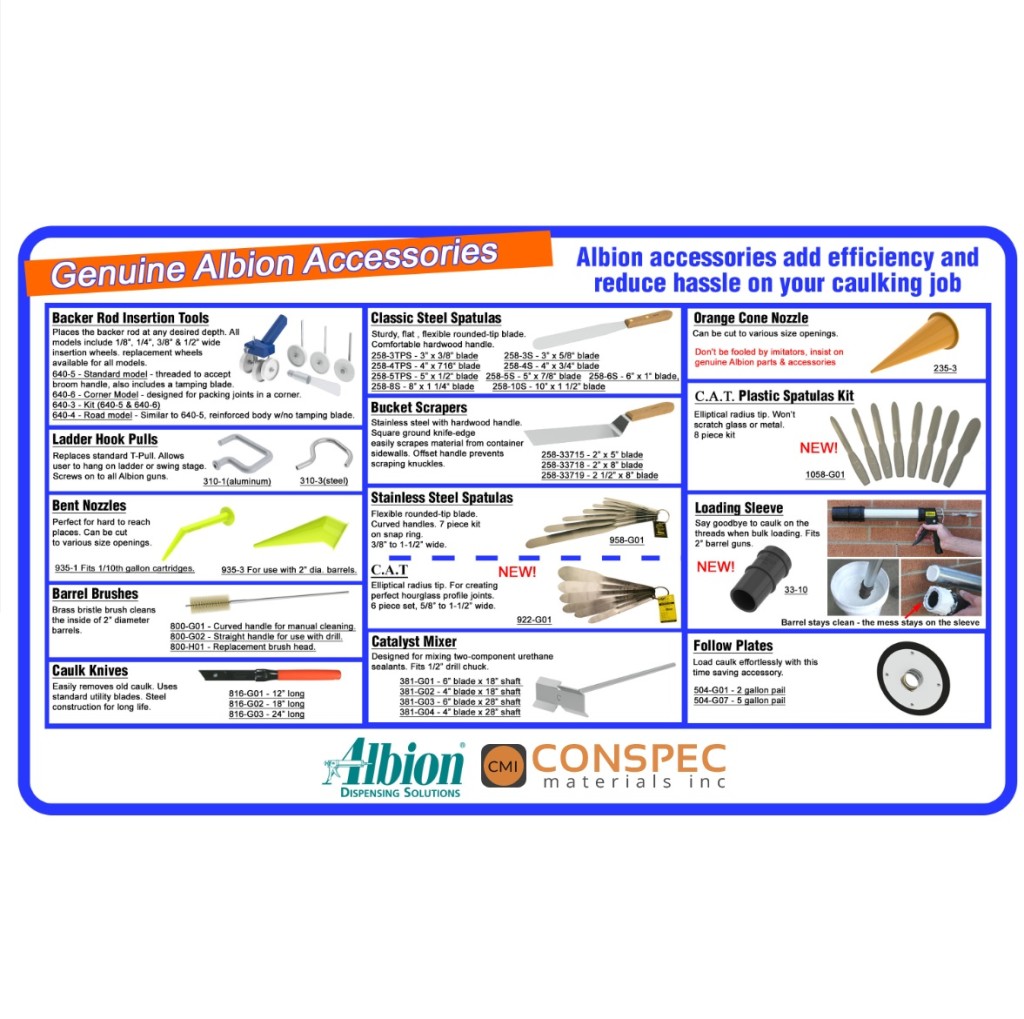 Genuine Albion Accessories
Albion accessories add efficiency and
reduce hassle on your caulking job
Backer Rod Insertion Tools
Places the backer rod at any desired depth. All
models include 1/8", 1/4", 3/8" & 1/2" wide
insertion wheels. replacement wheels
available for all models.
640-5 - Standard model - threaded to accept
broom handle, also includes a tamping blade.
640-6 - Corner Model - designed for packing joints in a corner.
640-3 - Kit (640-5 & 640-6)
640-4 - Road model - Similar to 640-5, reinforced body w/no tamping blade.
Ladder Hook Pulls
Replaces standard T-Pull. Allows
user to hang on ladder or swing stage.
Screws on to all Albion guns.
310-1(aluminum)
310-3(steel)
Bent Nozzles
Perfect for hard to reach
places. Can be cut
to various size openings.
935-1 Fits 1/10th gallon cartridges.
935-3 For use with 2" dia. barrels.
Barrel Brushes
Brass bristle brush cleans
the inside of 2" diameter
barrels.
800-G01 - Curved handle for manual cleaning.
800-G02 - Straight handle for use with drill.
800-H01 - Replacement brush head.
Caulk Knives
Easily removes old caulk. Uses
standard utility blades. Steel
construction for long life.
816-G01 - 12" long
816-G02 - 18" long
816-G03 - 24" long
Classic Steel Spatulas
Sturdy, flat , flexible rounded-tip blade.
Comfortable hardwood handle.
258-3TPS - 3" x 3/8" blade 258-3S - 3" x 5/8" blade
258-4TPS - 4" x 7/16" blade 258-4S - 4" x 3/4" blade
258-5TPS - 5" x 1/2" blade 258-5S - 5" x 7/8" blade 258-6S - 6" x 1" blade,
258-8S - 8" x 1 1/4" blade 258-10S - 10" x 1 1/2" blade
Bucket Scrapers
Stainless steel with hardwood handle.
Square ground knife-edge
easily scrapes material from container
sidewalls. Offset handle prevents
scraping knuckles.
258-33715 - 2" x 5" blade
258-33718 - 2" x 8" blade
258-33719 - 2 1/2" x 8" blade
Stainless Steel Spatulas
Flexible rounded-tip blade.
Curved handles. 7 piece kit
on snap ring.
3/8" to 1-1/2" wide.
958-G01
C.A.T
NEW!
Elliptical radius tip. For creating
perfect hourglass profile joints.
6 piece set, 5/8" to 1-1/2" wide.
922-G01
Catalyst Mixer
Designed for mixing two-component urethane
sealants. Fits 1/2" drill chuck.
381-G01 - 6" blade x 18" shaft
381-G02 - 4" blade x 18" shaft
381-G03 - 6" blade x 28" shaft
381-G04 - 4" blade x 28" shaft
Orange Cone Nozzle
Can be cut to various size openings.
Don't be fooled by imitators, insist on
genuine Albion parts & accessories
235-3
C.A.T. Plastic Spatulas Kit
Elliptical radius tip. Won't
scratch glass or metal.
8 piece kit
NEW!
1058-G01
Loading Sleeve
Say goodbye to caulk on the
threads when bulk loading. Fits
2" barrel guns.
NEW!
33-10
Barrel stays clean - the mess stays on the sleeve
Follow Plates
Load caulk effortlessly with this
time saving accessory.
504-G01 - 2 gallon pail
504-G07 - 5 gallon pail
Albion®
DISPENSING SOLUTIONS
CMI
CONSPEC
materials inc